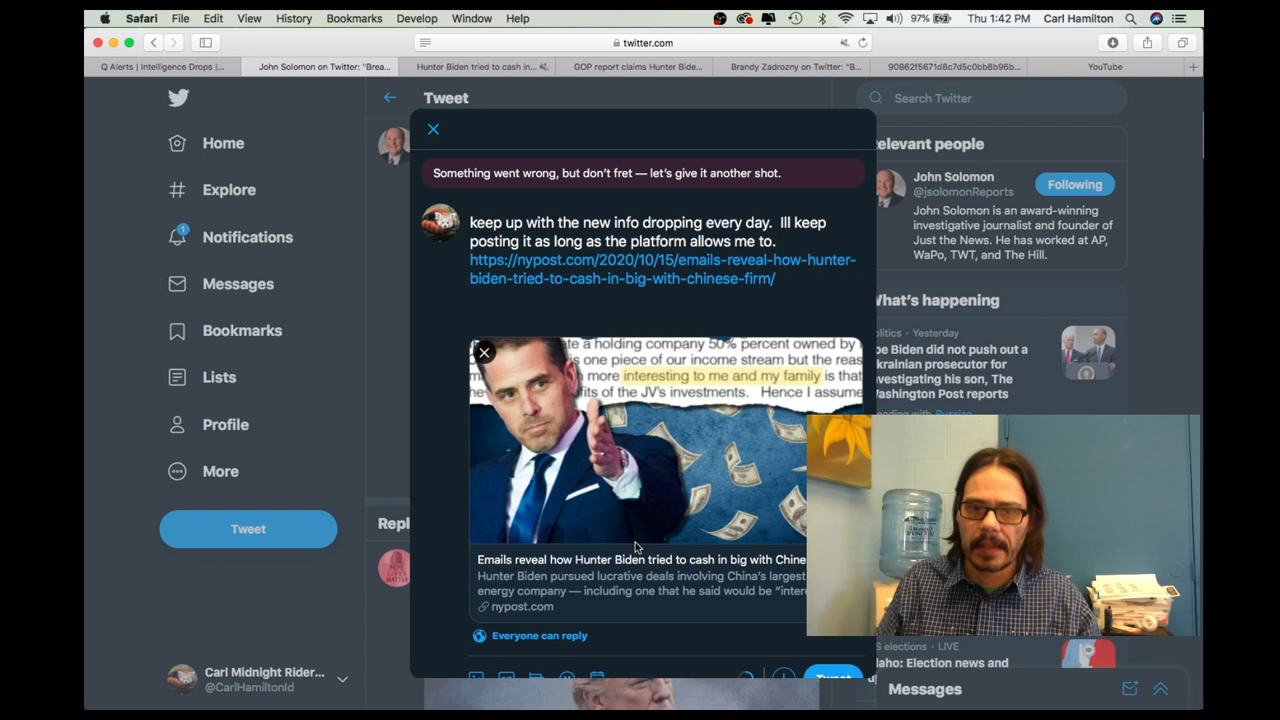 Safari File Edit View History Bookmarks Develop Window Help
97% Thu 1:42 PM Carl Hamilton
twitter.com
Q Alerts | Intelligence Drops |...
John Solomon on Twitter: "Brea...
Hunter Biden tried to cash in...
GOP report claims Hunter Bide...
Brandy Zadrozny on Twitter: "B...
90862f5671d8c7d5c0bb8b96b...
YouTube
Home
Explore
1
Notifications
Messages
Bookmarks
Lists
Profile
More
Tweet
Carl Midnight Rider...
@CarlHamiltonId
Tweet
Something went wrong, but don't fret — let's give it another shot.
keep up with the new info dropping every day. Ill keep
posting it as long as the platform allows me to.
https://nypost.com/2020/10/15/emails-reveal-how-hunter-
biden-tried-to-cash-in-big-with-chinese-firm/
te a holding company 50% percent owned by
is one piece of our income stream but the reas
more interesting to me and my family is that
fits of the JV's investments. Hence I assume
Emails reveal how Hunter Biden tried to cash in big with Chine
Hunter Biden pursued lucrative deals involving China's largest
energy company — including one that he said would be "inter
nypost.com
Everyone can reply
Tweet
Repl
Search Twitter
elevant people
John Solomon
@jsolomonReports
Following
John Solomon is an award-winning
investigative journalist and founder of
Just the News. He has worked at AP,
WaPo, TWT, and The Hill.
What's happening
olitics · Yesterday
oe Biden did not push out a
krainian prosecutor for
vestigating his son, The
ashington Post reports
S elections · LIVE
aho: Election news and
Messages